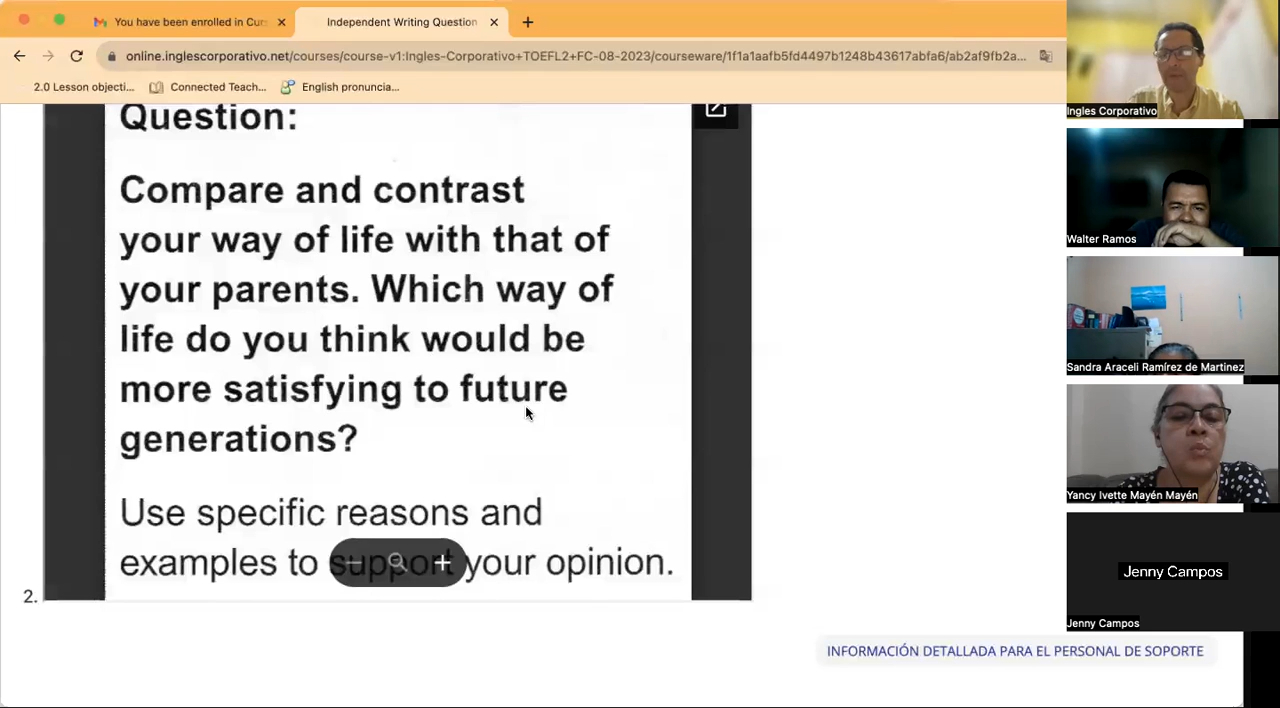 You have been enrolled in Curs
Independent Writing Question
online.inglescorporativo.net/courses/course-v1:Ingles-Corporativo+TOEFL2+FC-08-2023/courseware/1f1a1aafb5fd4497b1248b43617abfa6/ab2af9fb2a...
2.0 Lesson objecti...
Connected Teach...
English pronuncia...
Question:
Compare and contrast
your way of life with that of
your parents. Which way of
life do you think would be
more satisfying to future
generations?
Use specific reasons and
examples to support your opinion.
2.
INFORMACIÓN DETALLADA PARA EL PERSONAL DE SOPORTE
Ingles Corporativo
Walter Ramos
Sandra Araceli Ramírez de Martinez
Yancy Ivette Mayén Mayén
Jenny Campos
Jenny Campos